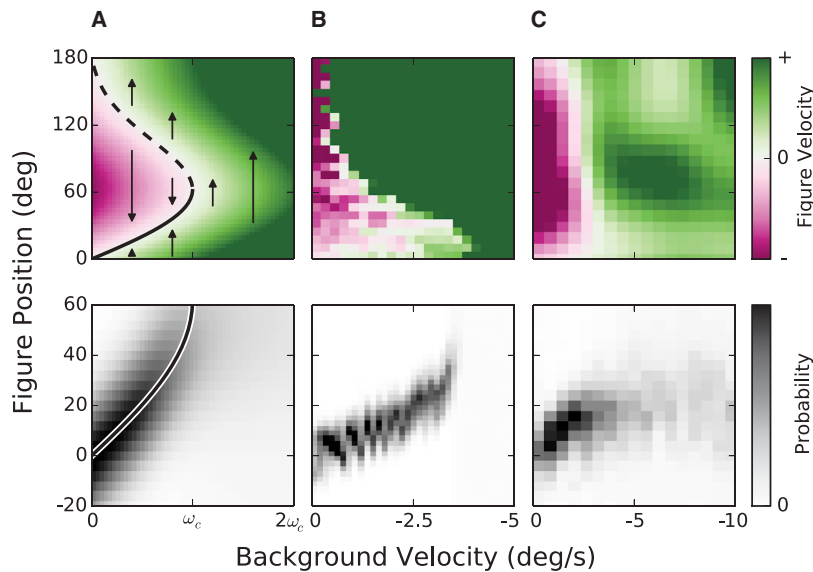 A
B
C
180
120
60
0
Figure Position (deg)
+
0
-
Figure Velocity
60
40
20
0
-20
0
ω_c
2ω_c
0
-2.5
-5
0
-5
-10
0
Probability
Background Velocity (deg/s)